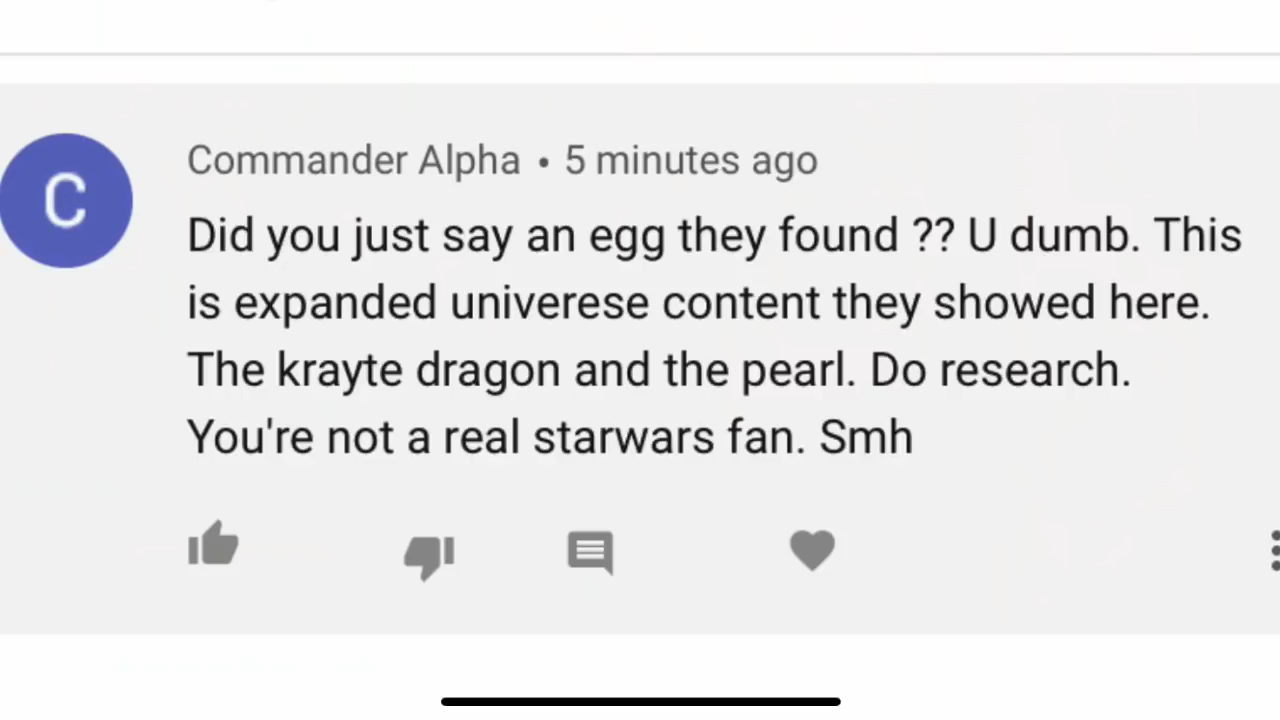 C
Commander Alpha • 5 minutes ago
Did you just say an egg they found ?? U dumb. This
is expanded univerese content they showed here.
The krayte dragon and the pearl. Do research.
You're not a real starwars fan. Smh